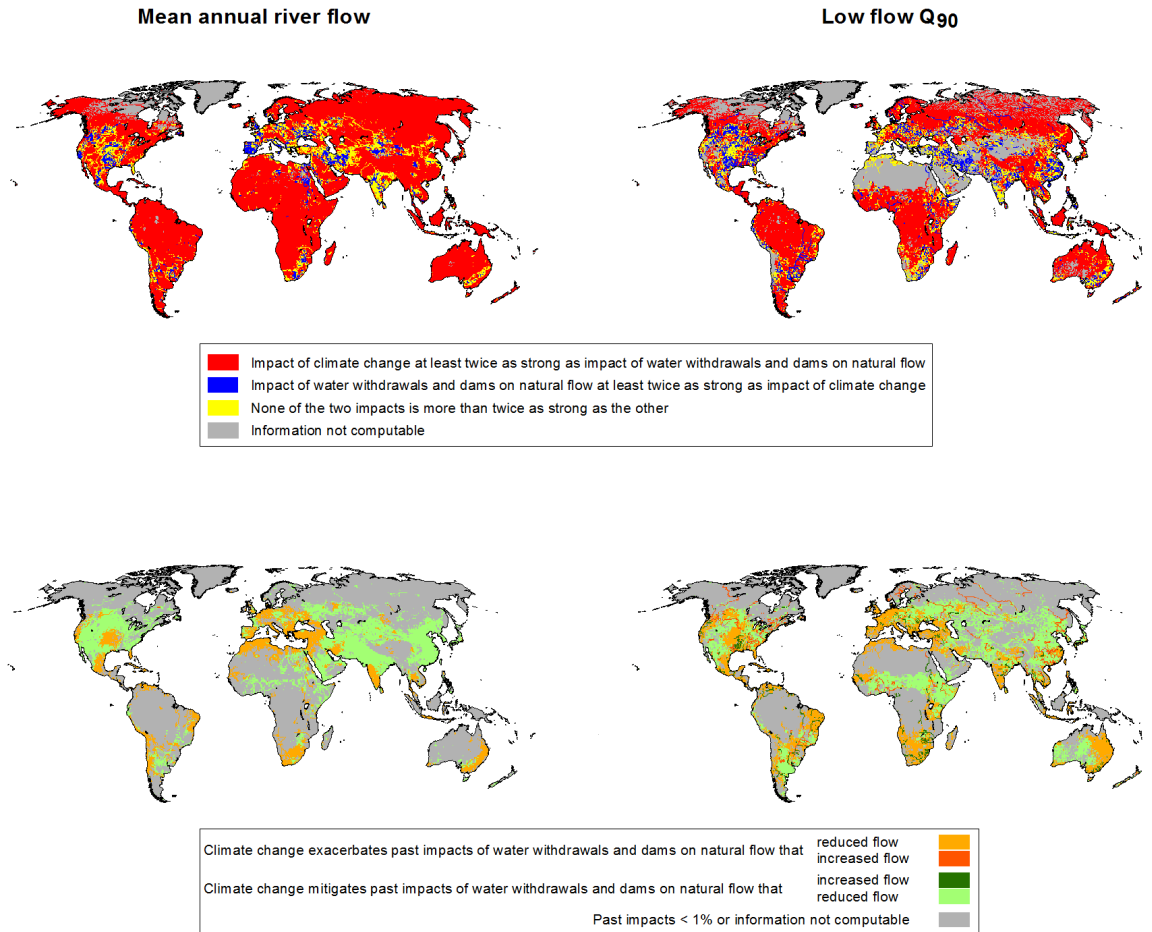 Mean annual river flow
Low flow Q90
Impact of climate change at least twice as strong as impact of water withdrawals and dams on natural flow
Impact of water withdrawals and dams on natural flow at least twice as strong as impact of climate change
None of the two impacts is more than twice as strong as the other
Information not computable
Climate change exacerbates past impacts of water withdrawals and dams on natural flow that
reduced flow
increased flow
Climate change mitigates past impacts of water withdrawals and dams on natural flow that
increased flow
reduced flow
Past impacts < 1% or information not computable